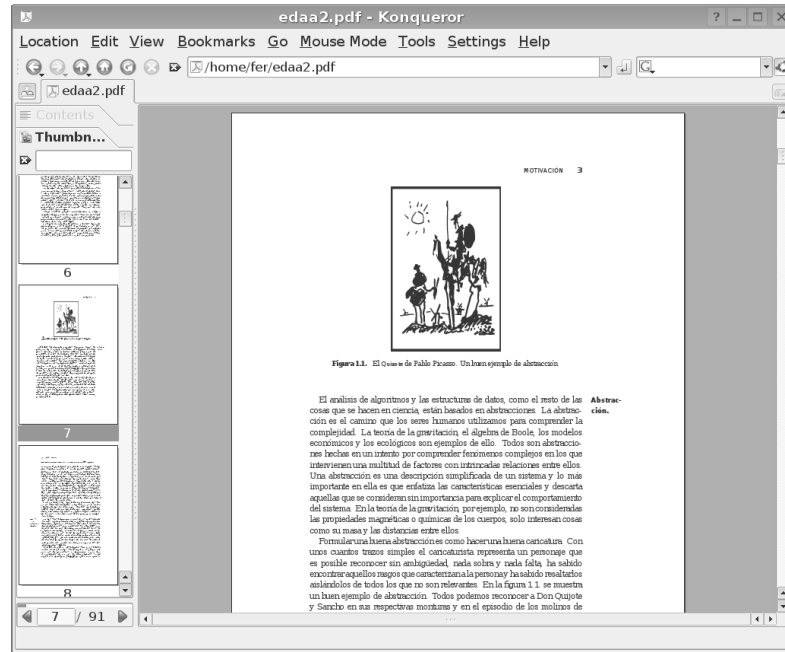 edaa2.pdf - Konqueror
Location Edit View Bookmarks Go Mouse Mode Tools Settings Help
/home/fer/edaa2.pdf
edaa2.pdf
Contents
Thumbn...
6
7
8
7 / 91
MOTIVACIÓN 3
Figura 1.1. El Quijote de Pablo Picasso. Un buen ejemplo de abstracción
El análisis de algoritmos y las estructuras de datos, como el resto de las
Abstrac-
cosas que se hacen en ciencia, están basados en abstracciones. La abstrac-
ción.
ción es el camino que los seres humanos utilizamos para comprender la
complejidad. La teoría de la gravitación, el álgebra de Boole, los modelos
económicos y los ecológicos son ejemplos de ello. Todos son abstraccio-
nes hechas en un intento por comprender fenómenos complejos en los que
intervienen una multitud de factores con intrincadas relaciones entre ellos.
Una abstracción es una descripción simplificada de un sistema y lo más
importante en ella es que enfatiza las características esenciales y descarta
aquellas que se consideran sin importancia para explicar el comportamiento
del sistema. En la teoría de la gravitación, por ejemplo, no son consideradas
las propiedades magnéticas o químicas de los cuerpos, solo interesan cosas
como su masa y las distancias entre ellos
Formular una buena abstracción es como hacer una buena caricatura. Con
unos cuantos trazos simples el caricaturista representa un personaje que
es posible reconocer sin ambigüedad, nada sobra y nada falta, ha sabido
encontrar aquellos rasgos que caracterizan a la persona y ha sabido resaltarlos
aislándolos de todos los que no son relevantes. En la figura 1.1. se muestra
un buen ejemplo de abstracción. Todos podemos reconocer a Don Quijote
y Sancho en sus respectivas monturas y en el episodio de los molinos de